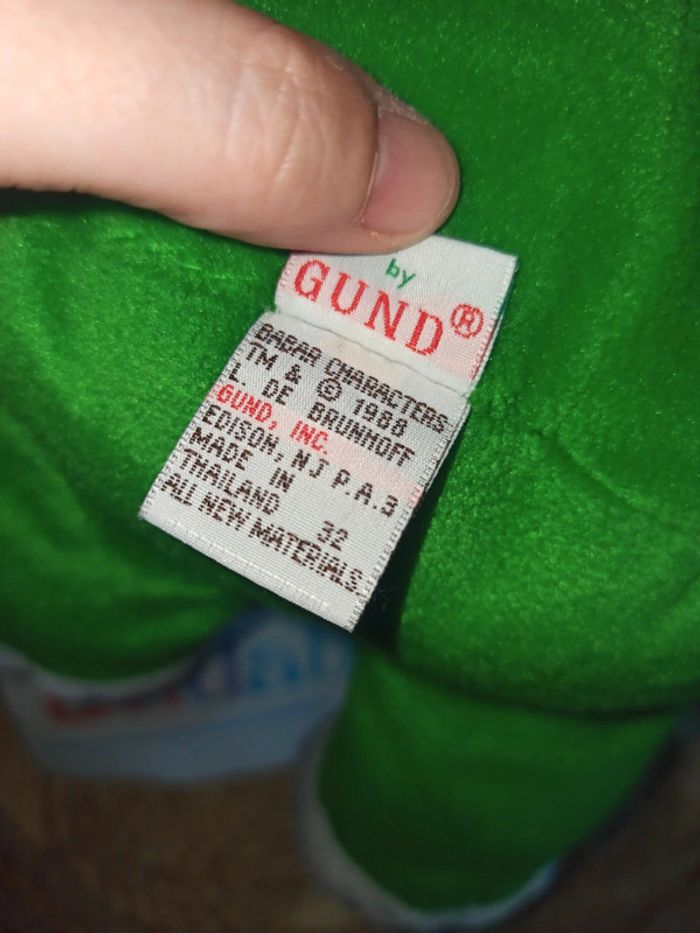 by
GUND®
BABAR CHARACTERS
TM & © 1988
L. DE BRUNHOFF
GUND, INC.
EDISON, NJ P.A.3
MADE IN
THAILAND 32
ALL NEW MATERIALS